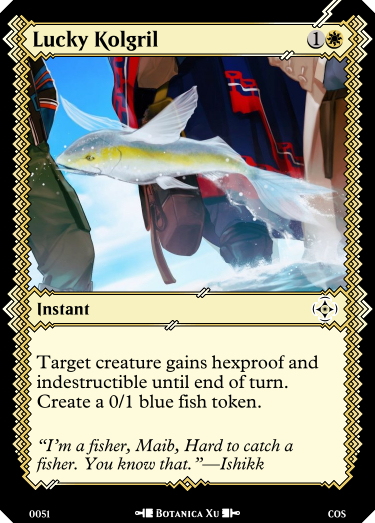 Lucky Kolgril
1
Instant
Target creature gains hexproof and
indestructible until end of turn.
Create a 0/1 blue fish token.
“I'm a fisher, Maib, Hard to catch a
fisher. You know that.”—Ishikk
0051 Botanica Xu COS